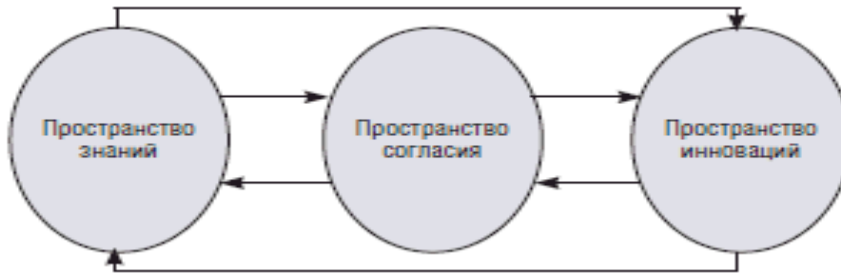 Пространство
знаний
Пространство
согласия
Пространство
инноваций